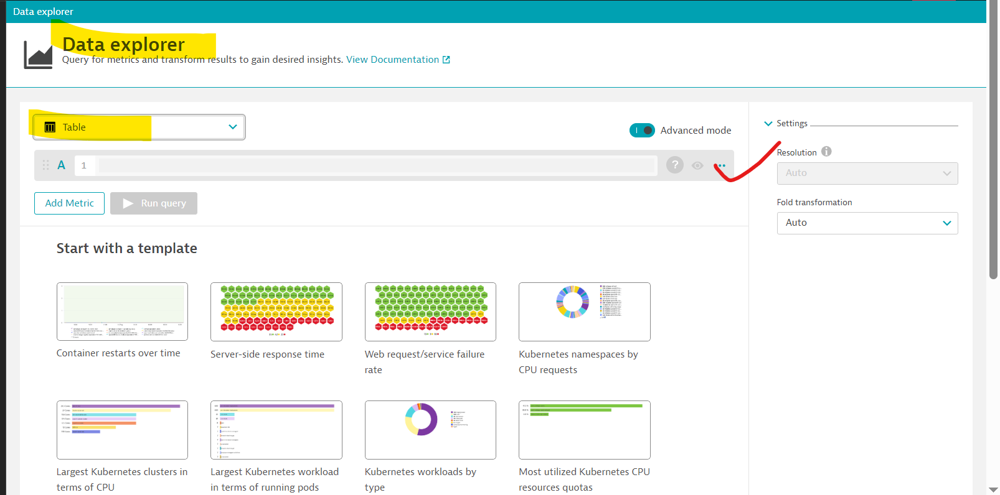 Data explorer
Data explorer
Query for metrics and transform results to gain desired insights. View Documentation
Table
Advanced mode
Settings
A 1 ?
Resolution
Auto
Add Metric Run query
Fold transformation
Auto
Start with a template
Container restarts over time
Server-side response time
Web request/service failure
rate
Kubernetes namespaces by
CPU requests
Largest Kubernetes clusters in
terms of CPU
Largest Kubernetes workload
in terms of running pods
Kubernetes workloads by
type
Most utilized Kubernetes CPU
resources quotas